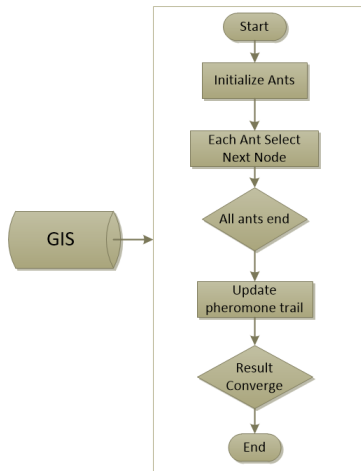 Start
Initialize Ants
Each Ant Select
Next Node
All ants end
GIS
Update
pheromone trail
Result
Converge
End